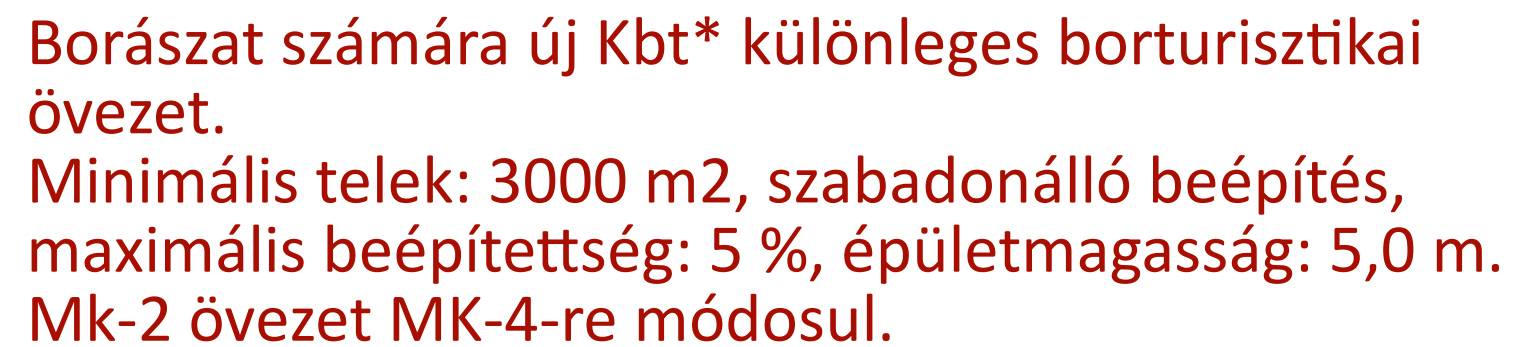 Borászat számára új Kbt* különleges borturisztikai
övezet.
Minimális telek: 3000 m2, szabadonálló beépítés,
maximális beépítettség: 5 %, épületmagasság: 5,0 m.
Mk-2 övezet MK-4-re módosul.